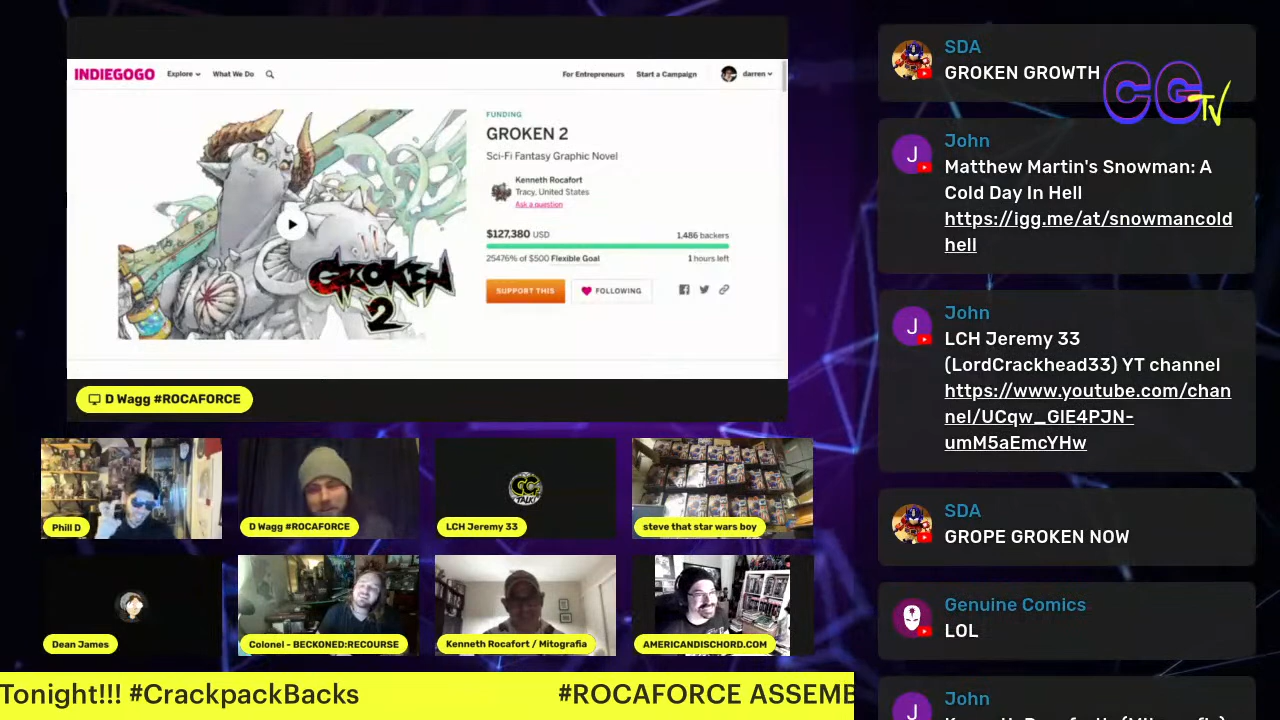 INDIEGOGO
Explore
What We Do
For Entrepreneurs
Start a Campaign
darren
FUNDING
GROKEN 2
Sci-Fi Fantasy Graphic Novel
Kenneth Rocafort
Tracy, United States
Ask a question
$127,380 USD
1,486 backers
25476% of $500 Flexible Goal
1 hours left
SUPPORT THIS
FOLLOWING
GROKEN
2
D Wagg #ROCAFORCE
Phill D
D Wagg #ROCAFORCE
CG
TALK!
LCH Jeremy 33
steve that star wars boy
Dean James
Colonel - BECKONED:RECOURSE
Kenneth Rocafort / Mitografia
AMERICANDISCHORD.COM
Tonight!!! #CrackpackBacks
#ROCAFORCE ASSEMB
SDA
GROKEN GROWTH
CGTV
J
John
Matthew Martin's Snowman: A
Cold Day In Hell
https://igg.me/at/snowmancold
hell
J
John
LCH Jeremy 33
(LordCrackhead33) YT channel
https://www.youtube.com/chan
nel/UCqw_GlE4PJN-
umM5aEmcYHw
SDA
GROPE GROKEN NOW
Genuine Comics
LOL
J
John